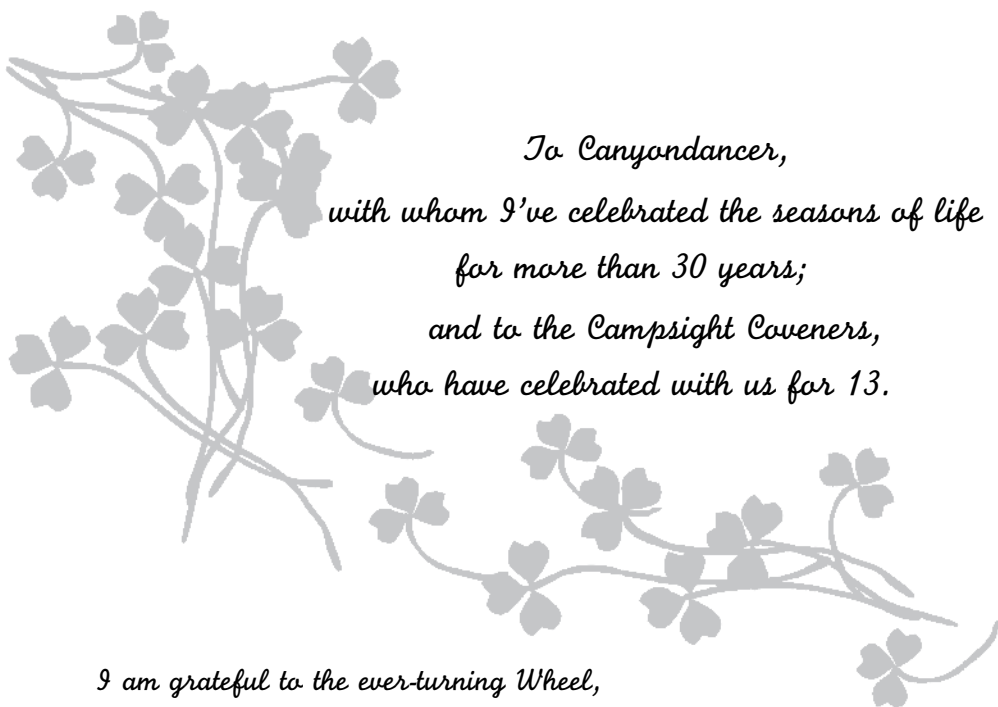 To Canyondancer,
with whom I've celebrated the seasons of life
for more than 30 years;
and to the Campsight Coveners,
who have celebrated with us for 13.
I am grateful to the ever-turning Wheel,